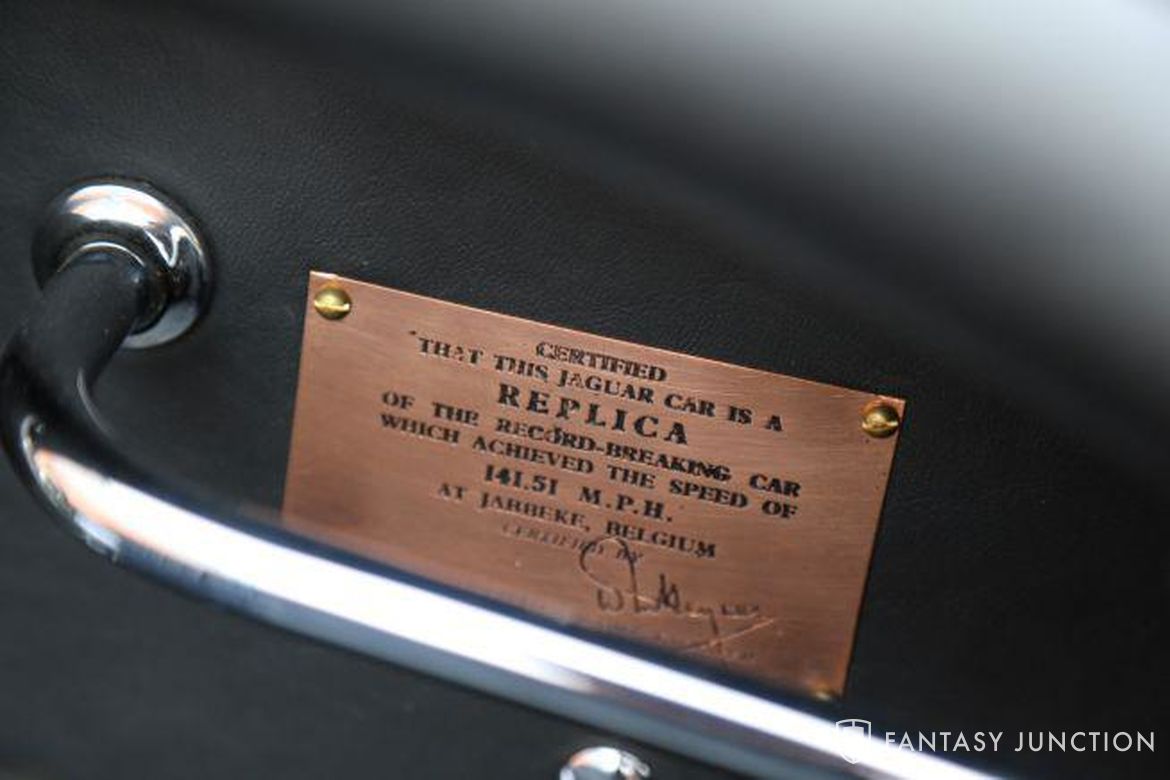 CERTIFIED
THAT THIS JAGUAR CAR IS A
REPLICA
OF THE RECORD-BREAKING CAR
WHICH ACHIEVED THE SPEED OF
141.51 M.P.H.
AT JABBEKE, BELGIUM
CERTIFIED BY
FANTASY JUNCTION